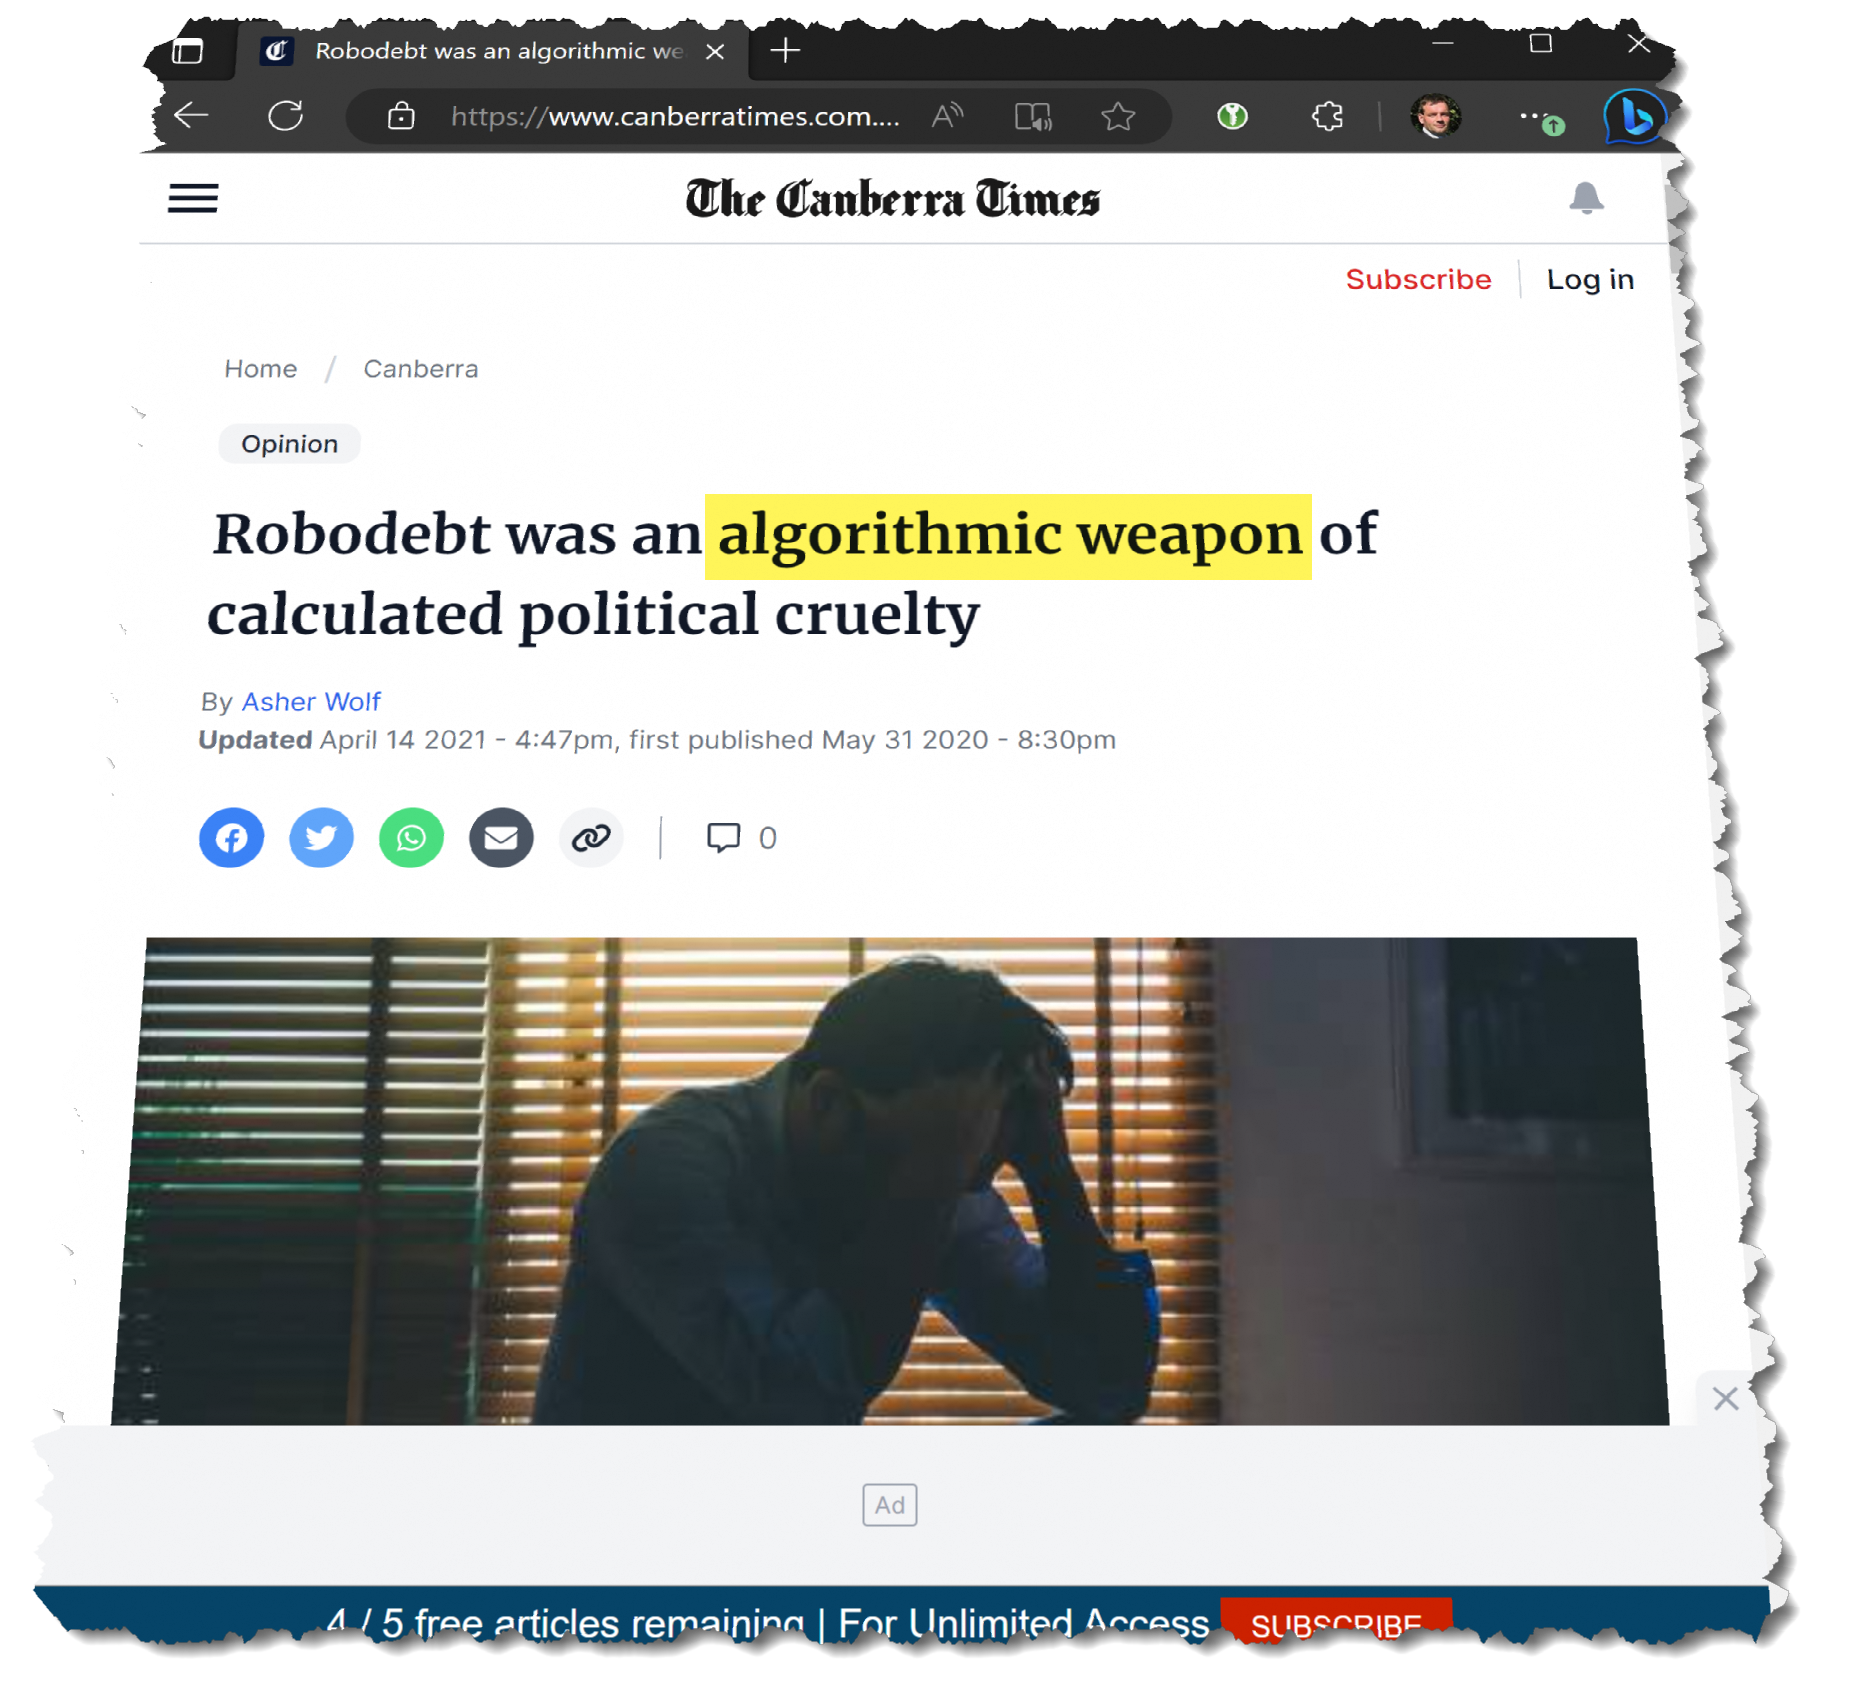 Robodebt was an algorithmic we
https://www.canberratimes.com....
The Canberra Times
Subscribe
Log in
Home / Canberra
Opinion
Robodebt was an algorithmic weapon of
calculated political cruelty
By Asher Wolf
Updated April 14 2021 - 4:47pm, first published May 31 2020 - 8:30pm
0
Ad
4 / 5 free articles remaining | For Unlimited Access SUBSCRIBE